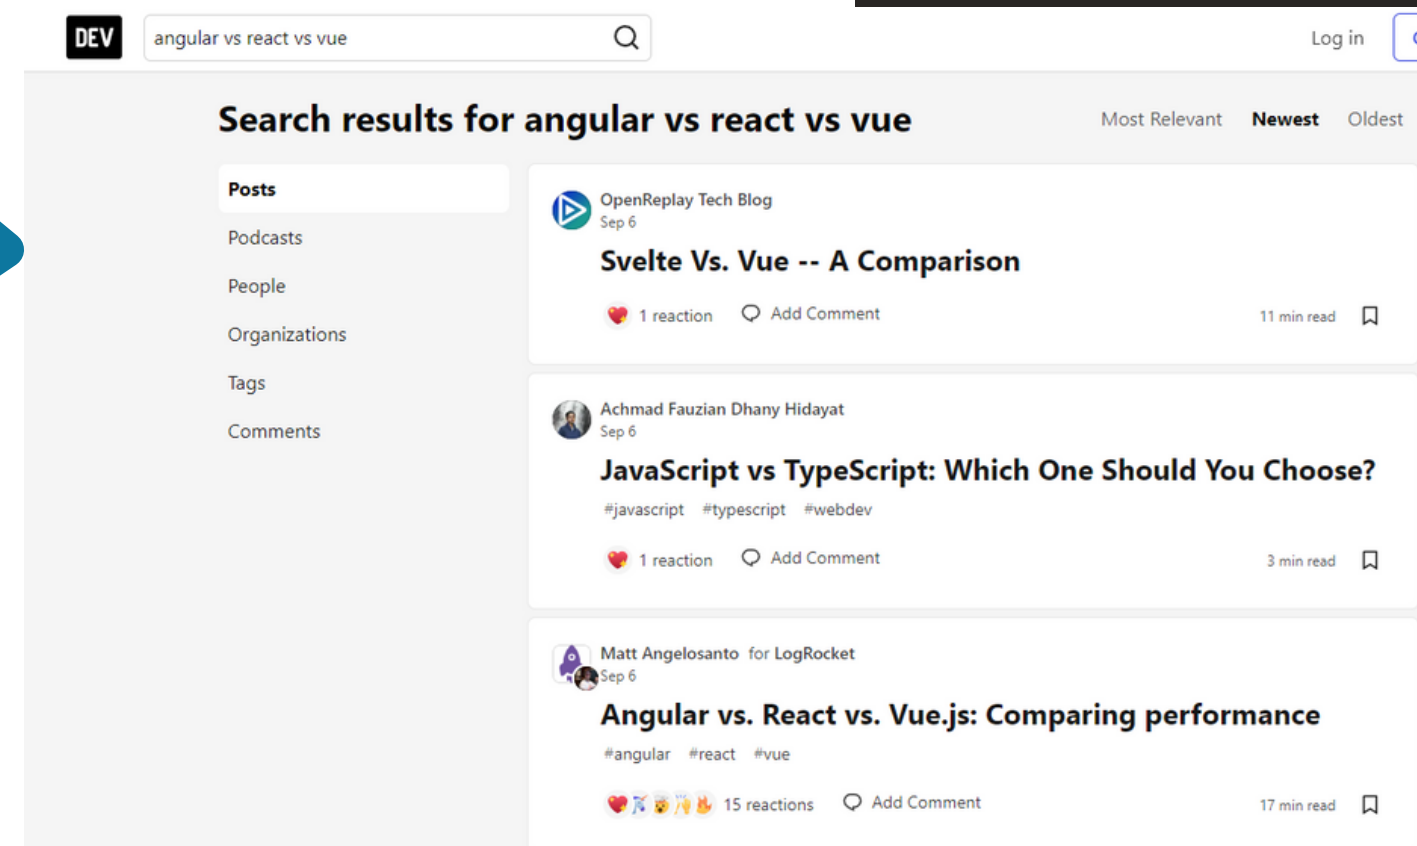 DEV
angular vs react vs vue
Log in
Search results for angular vs react vs vue
Most Relevant Newest Oldest
Posts
Podcasts
People
Organizations
Tags
Comments
OpenReplay Tech Blog
Sep 6
Svelte Vs. Vue -- A Comparison
1 reaction Add Comment 11 min read
Achmad Fauzian Dhany Hidayat
Sep 6
JavaScript vs TypeScript: Which One Should You Choose?
#javascript #typescript #webdev
1 reaction Add Comment 3 min read
Matt Angelosanto for LogRocket
Sep 6
Angular vs. React vs. Vue.js: Comparing performance
#angular #react #vue
15 reactions Add Comment 17 min read